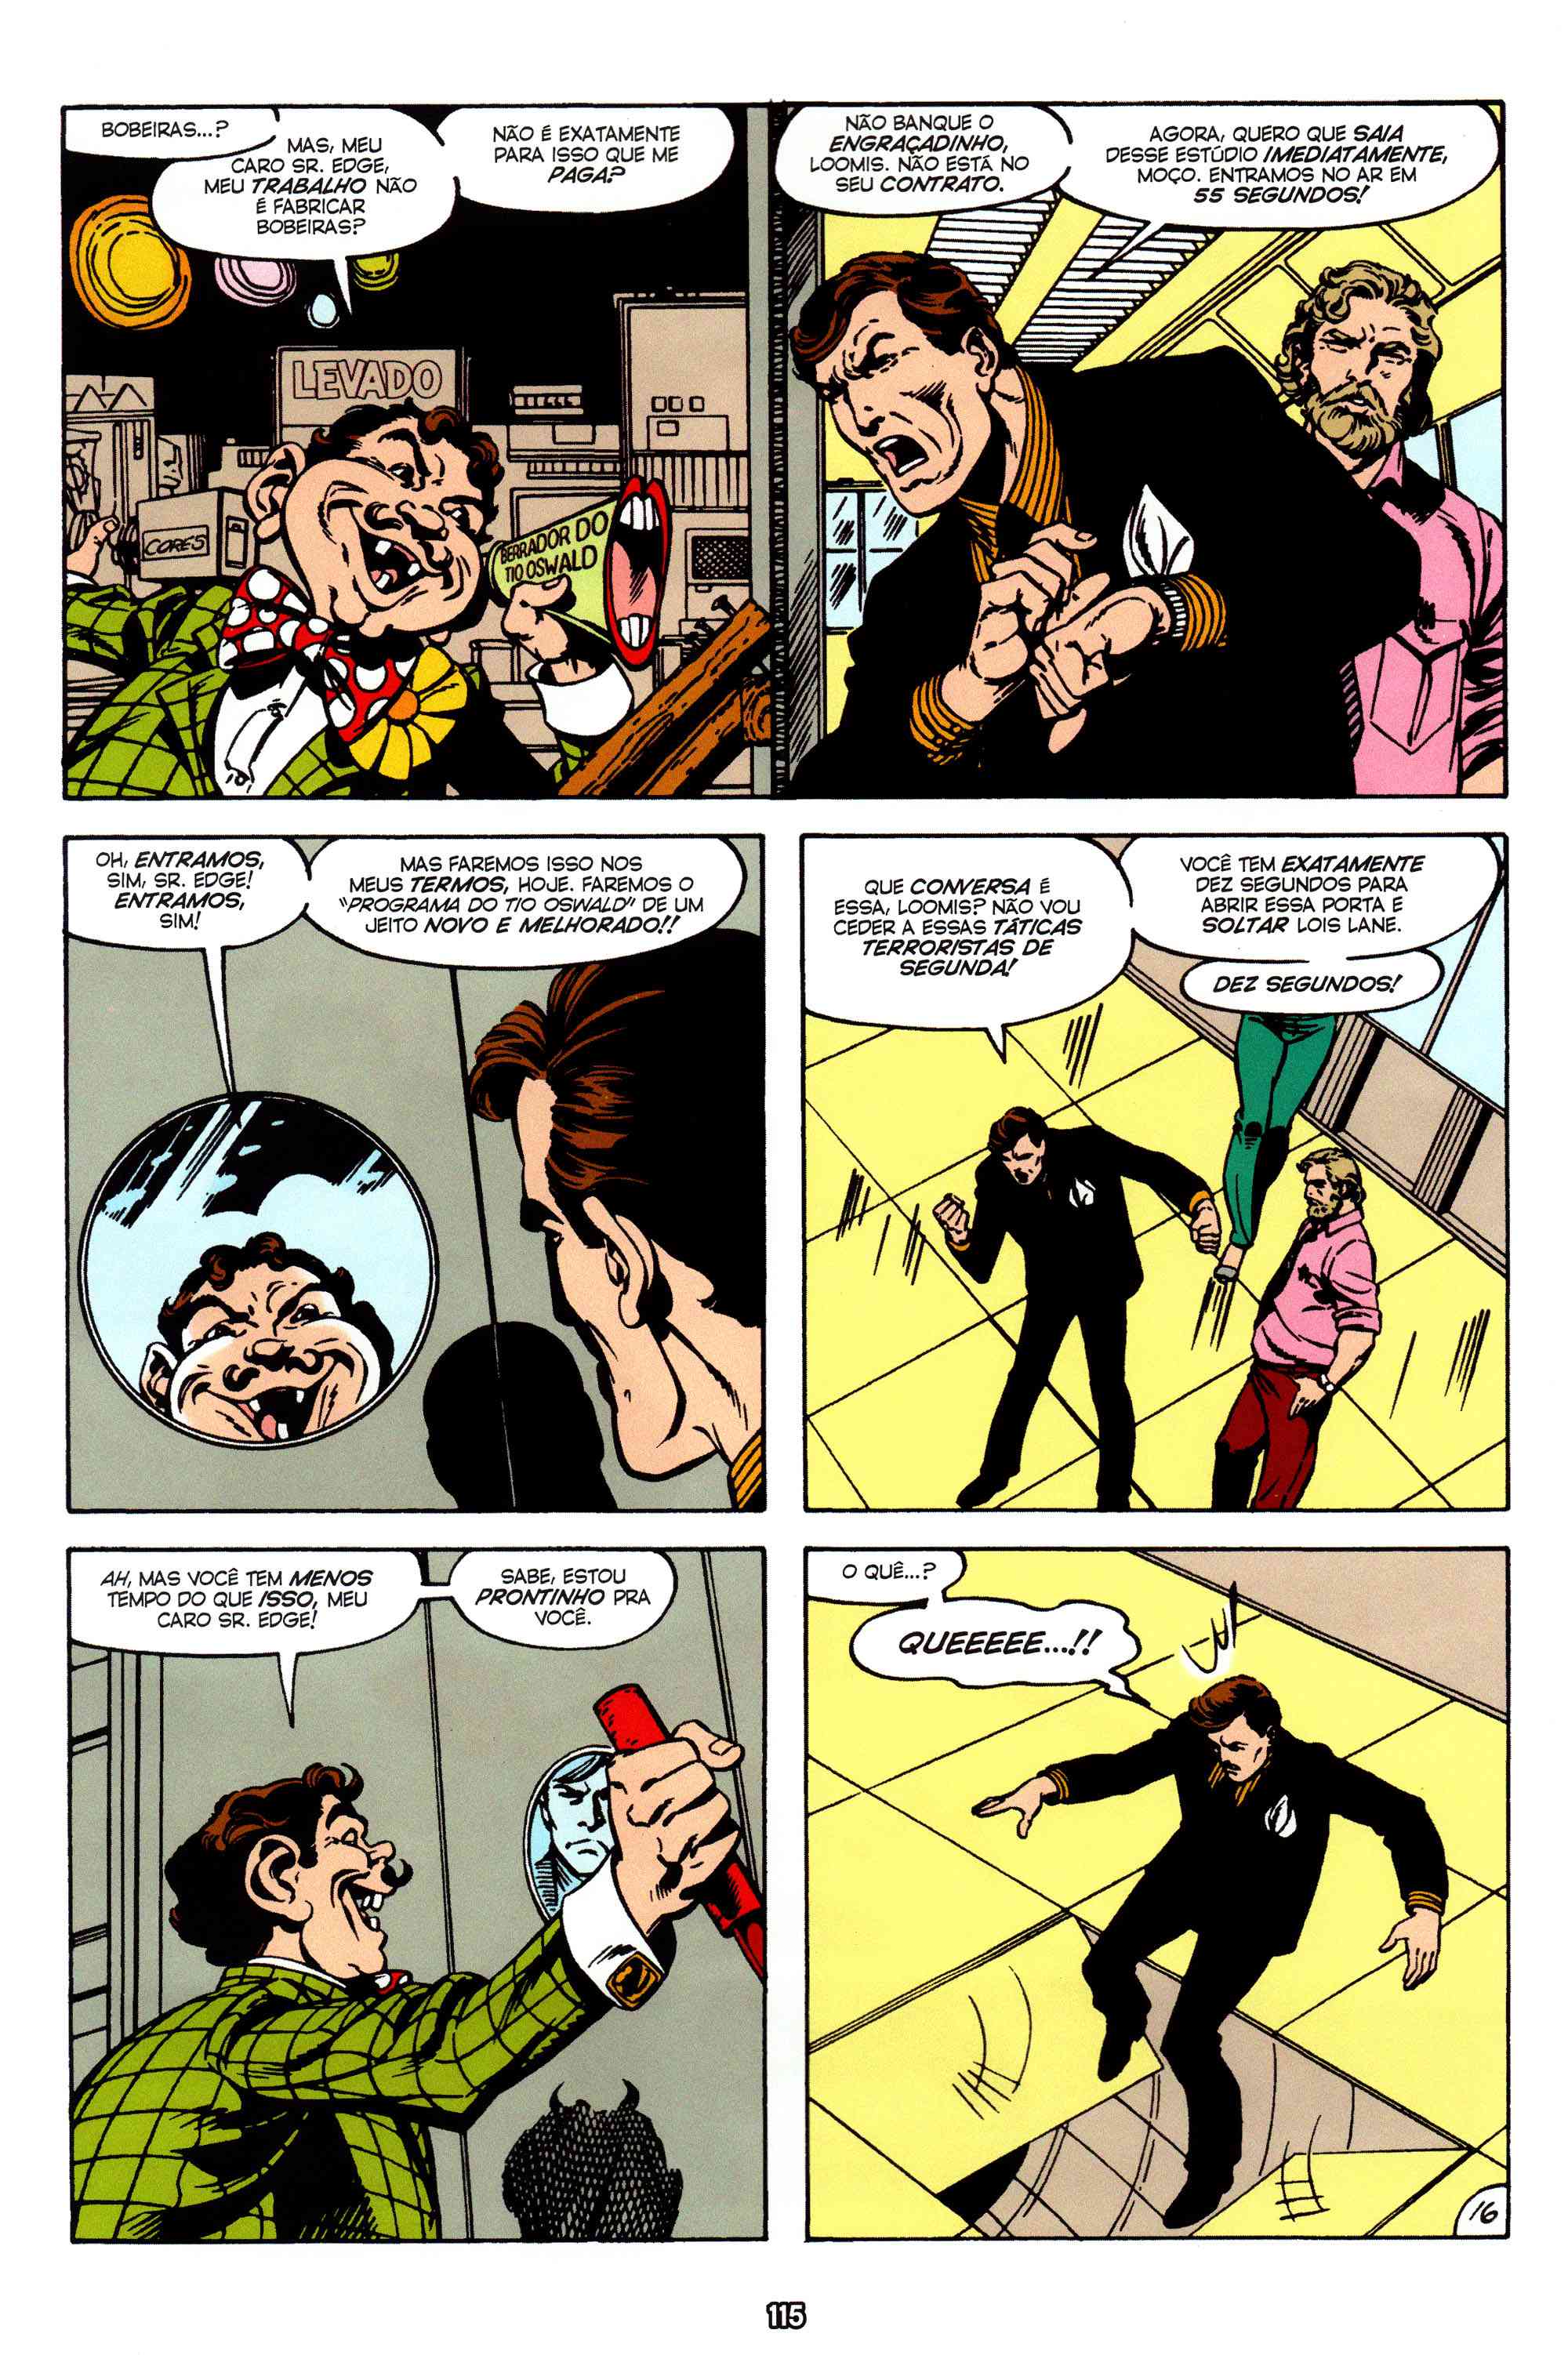 BOBEIRAS...?
MAS, MEU
CARO SR. EDGE,
MEU TRABALHO NÃO
É FABRICAR
BOBEIRAS?
NÃO É EXATAMENTE
PARA ISSO QUE ME
PAGA?
LEVADO
CORES
BERRADOR DO
TIO OSWALD
NÃO BANQUE O
ENGRAÇADINHO,
LOOMIS. NÃO ESTÁ NO
SEU CONTRATO.
AGORA, QUERO QUE SAIA
DESSE ESTÚDIO IMEDIATAMENTE,
MOÇO. ENTRAMOS NO AR EM
55 SEGUNDOS!
OH, ENTRAMOS,
SIM, SR. EDGE!
ENTRAMOS,
SIM!
MAS FAREMOS ISSO NOS
MEUS TERMOS, HOJE. FAREMOS O
"PROGRAMA DO TIO OSWALD" DE UM
JEITO NOVO E MELHORADO!!
QUE CONVERSA É
ESSA, LOOMIS? NÃO VOU
CEDER A ESSAS TÁTICAS
TERRORISTAS DE
SEGUNDA!
VOCÊ TEM EXATAMENTE
DEZ SEGUNDOS PARA
ABRIR ESSA PORTA E
SOLTAR LOIS LANE.
DEZ SEGUNDOS!
AH, MAS VOCÊ TEM MENOS
TEMPO DO QUE ISSO, MEU
CARO SR. EDGE!
SABE, ESTOU
PRONTINHO PRA
VOCÊ.
O QUÊ...?
QUEEEEE...!!
16
115